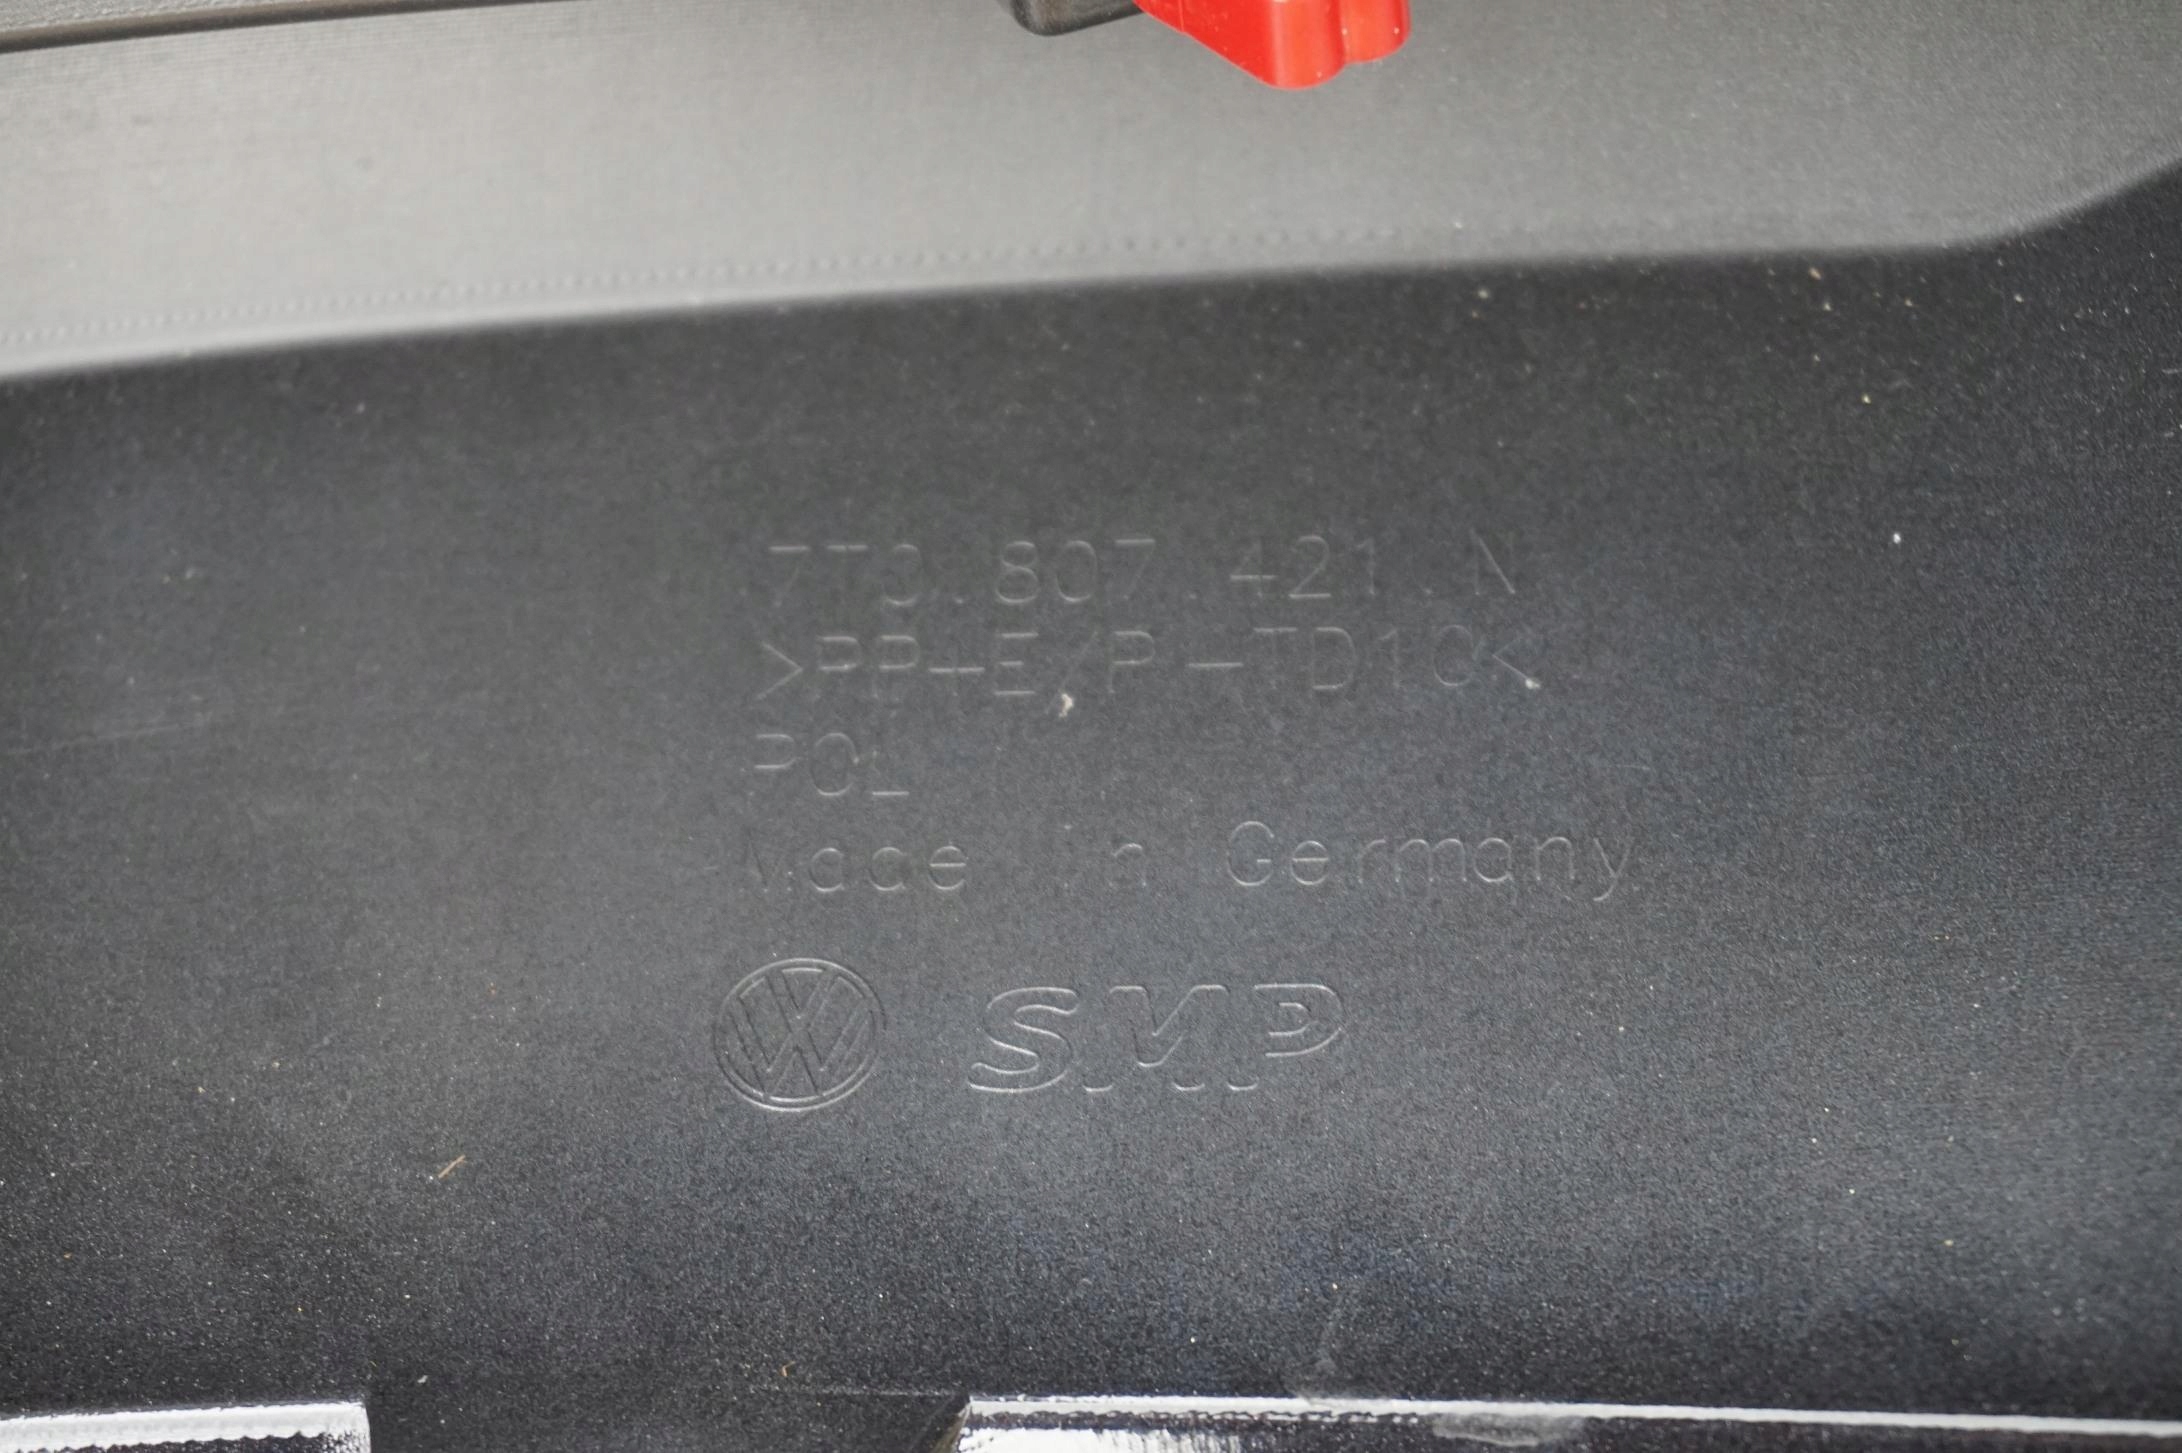 7T0.807.421.N
>PP+E/P-TD10<
POL
Made in Germany
SMP